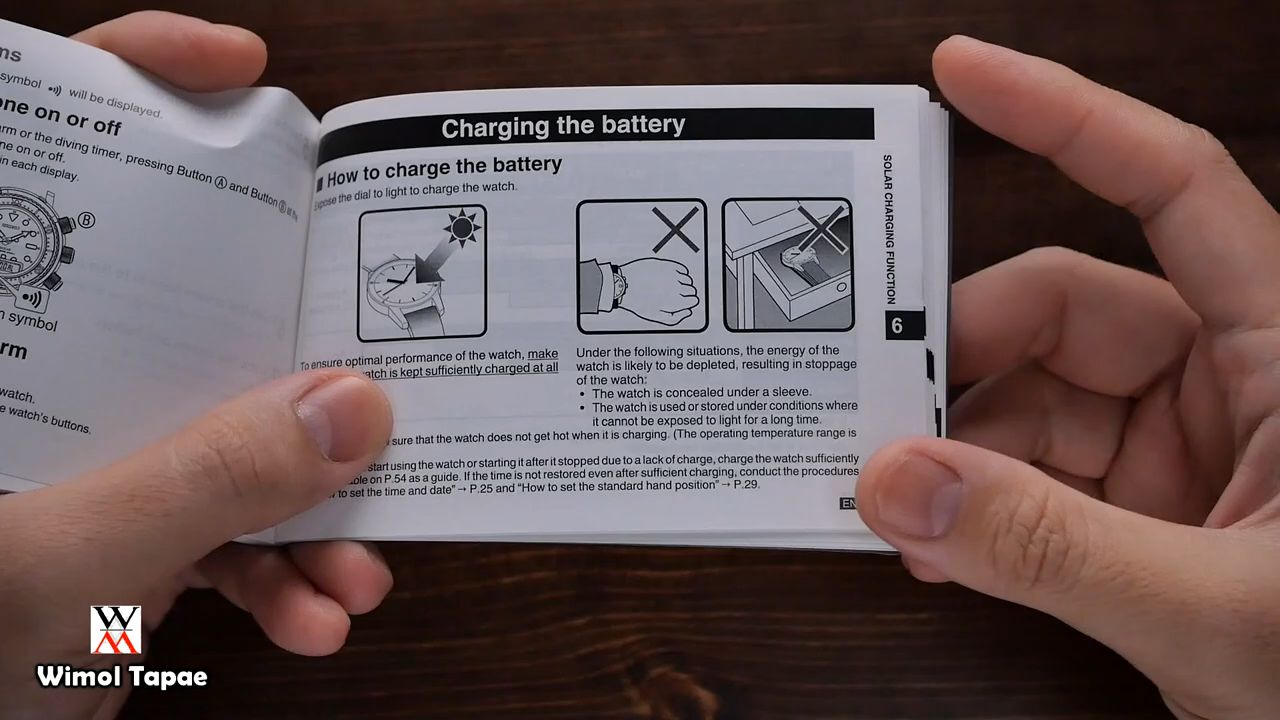 ms
symbol will be displayed.
one on or off
arm or the diving timer, pressing Button Ⓐ and Button Ⓑ at the
ne on or off.
in each display.
Ⓑ
symbol
rm
watch.
e watch's buttons.
Charging the battery
■ How to charge the battery
Expose the dial to light to charge the watch.
To ensure optimal performance of the watch, make
watch is kept sufficiently charged at all
Under the following situations, the energy of the
watch is likely to be depleted, resulting in stoppage
of the watch:
• The watch is concealed under a sleeve.
• The watch is used or stored under conditions where
it cannot be exposed to light for a long time.
sure that the watch does not get hot when it is charging. (The operating temperature range is
start using the watch or starting it after it stopped due to a lack of charge, charge the watch sufficiently
on P.54 as a guide. If the time is not restored even after sufficient charging, conduct the procedures
to set the time and date" → P.25 and "How to set the standard hand position" → P.29.
SOLAR CHARGING FUNCTION
6
EN
W
Wimol Tapae